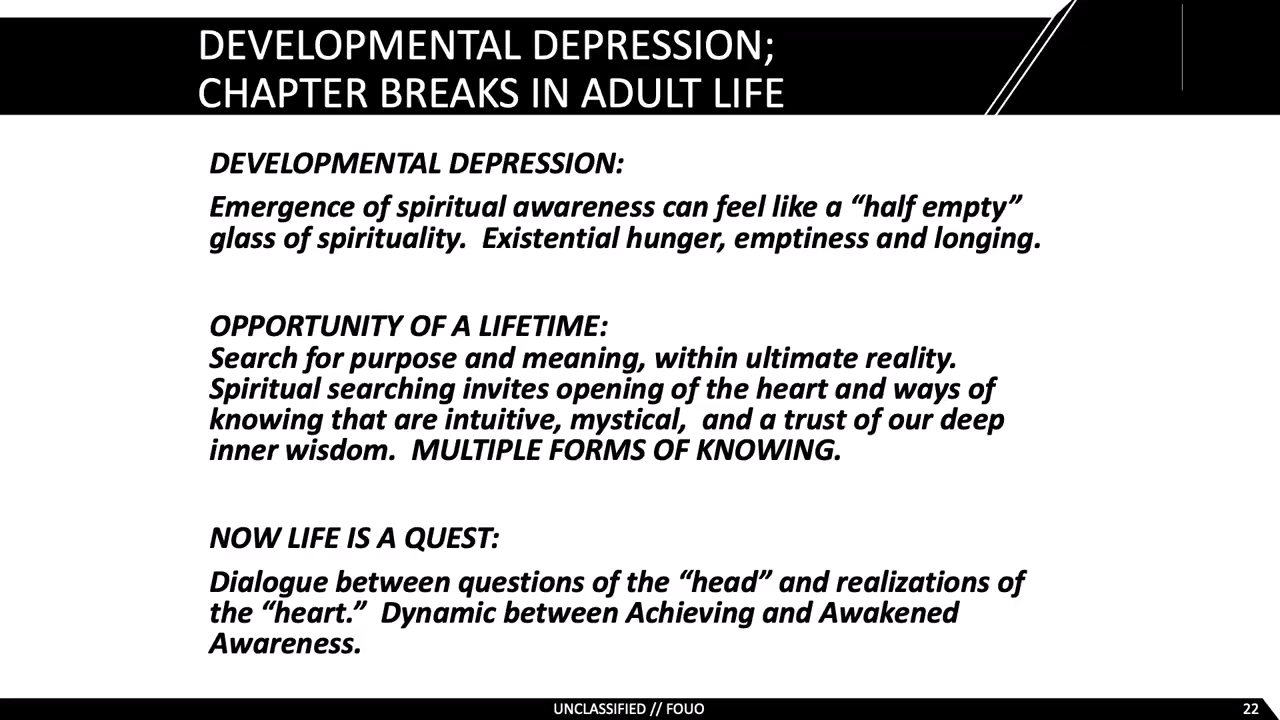 DEVELOPMENTAL DEPRESSION;
CHAPTER BREAKS IN ADULT LIFE
DEVELOPMENTAL DEPRESSION:
Emergence of spiritual awareness can feel like a “half empty”
glass of spirituality.  Existential hunger, emptiness and longing.
OPPORTUNITY OF A LIFETIME:
Search for purpose and meaning, within ultimate reality.
Spiritual searching invites opening of the heart and ways of
knowing that are intuitive, mystical,  and a trust of our deep
inner wisdom.  MULTIPLE FORMS OF KNOWING.
NOW LIFE IS A QUEST:
Dialogue between questions of the “head” and realizations of
the “heart.”  Dynamic between Achieving and Awakened
Awareness.
UNCLASSIFIED // FOUO
22